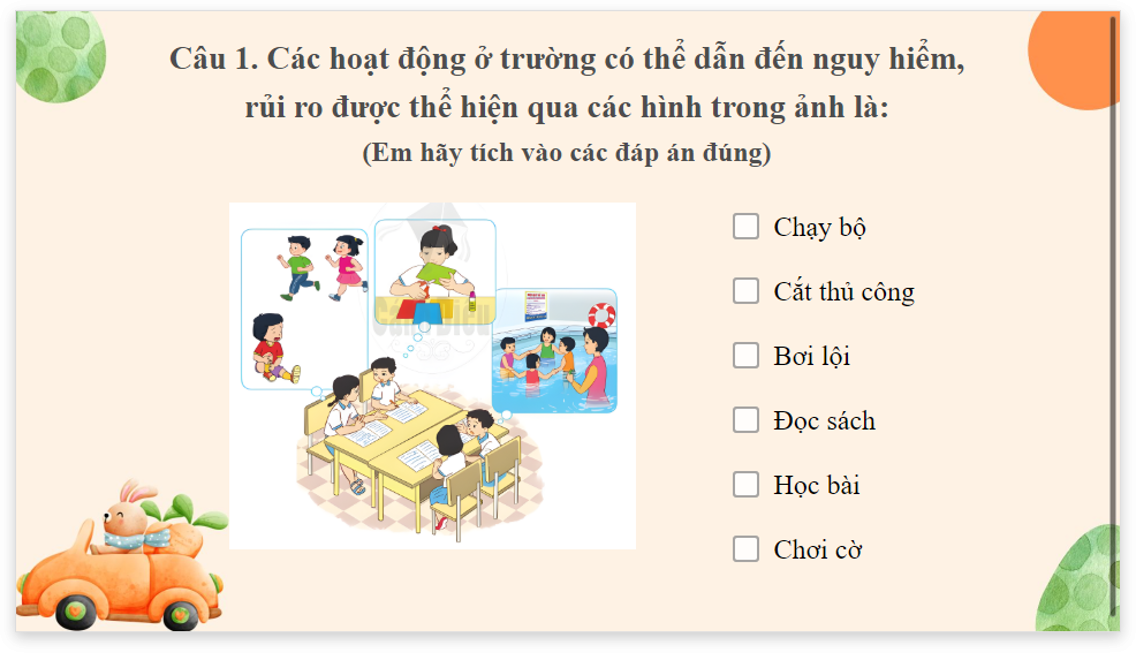 Câu 1. Các hoạt động ở trường có thể dẫn đến nguy hiểm,
rủi ro được thể hiện qua các hình trong ảnh là:
(Em hãy tích vào các đáp án đúng)
Chạy bộ
Cắt thủ công
Bơi lội
Đọc sách
Học bài
Chơi cờ